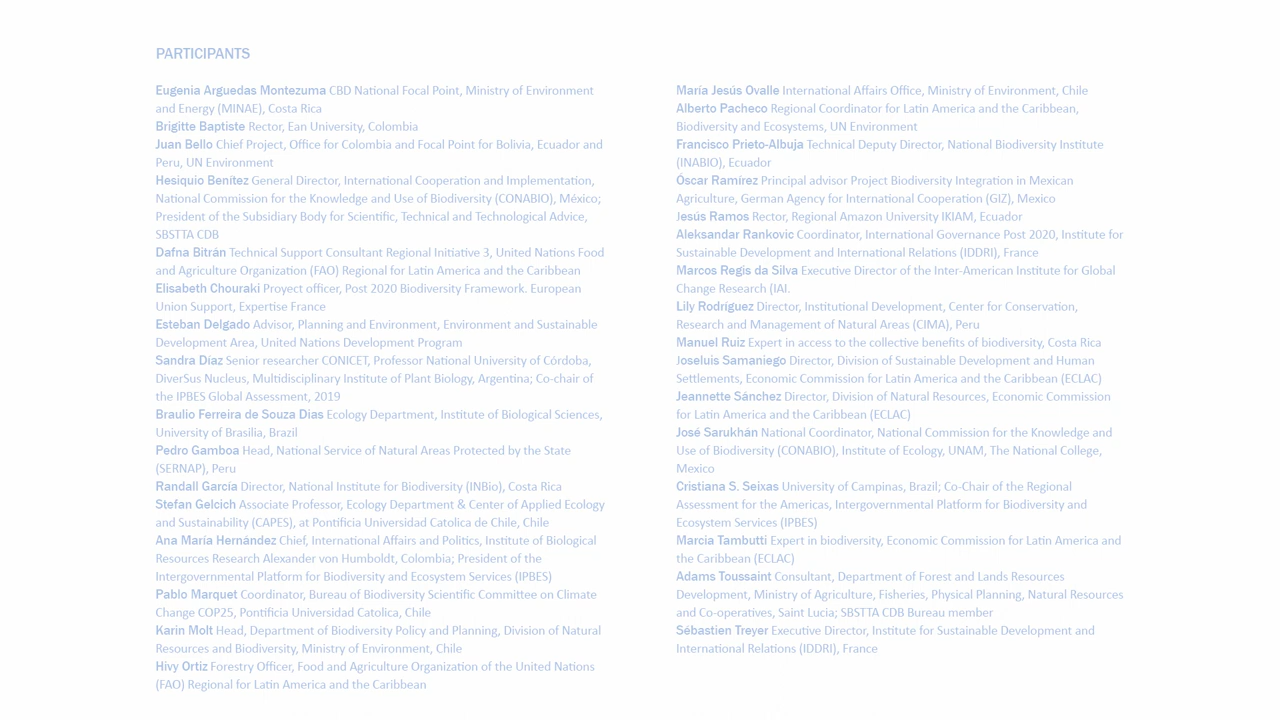 PARTICIPANTS
Eugenia Arguedas Montezuma CBD National Focal Point, Ministry of Environment
and Energy (MINAE), Costa Rica
Brigitte Baptiste Rector, Ean University, Colombia
Juan Bello Chief Project, Office for Colombia and Focal Point for Bolivia, Ecuador and
Peru, UN Environment
Hesiquio Benítez General Director, International Cooperation and Implementation,
National Commission for the Knowledge and Use of Biodiversity (CONABIO), México;
President of the Subsidiary Body for Scientific, Technical and Technological Advice,
SBSTTA CDB
Dafna Bitrán Technical Support Consultant Regional Initiative 3, United Nations Food
and Agriculture Organization (FAO) Regional for Latin America and the Caribbean
Elisabeth Chouraki Proyect officer, Post 2020 Biodiversity Framework. European
Union Support, Expertise France
Esteban Delgado Advisor, Planning and Environment, Environment and Sustainable
Development Area, United Nations Development Program
Sandra Díaz Senior researcher CONICET, Professor National University of Córdoba,
DiverSus Nucleus, Multidisciplinary Institute of Plant Biology, Argentina; Co-chair of
the IPBES Global Assessment, 2019
Braulio Ferreira de Souza Dias Ecology Department, Institute of Biological Sciences,
University of Brasilia, Brazil
Pedro Gamboa Head, National Service of Natural Areas Protected by the State
(SERNAP), Peru
Randall García Director, National Institute for Biodiversity (INBio), Costa Rica
Stefan Gelcich Associate Professor, Ecology Department & Center of Applied Ecology
and Sustainability (CAPES), at Pontificia Universidad Catolica de Chile, Chile
Ana María Hernández Chief, International Affairs and Politics, Institute of Biological
Resources Research Alexander von Humboldt, Colombia; President of the
Intergovernmental Platform for Biodiversity and Ecosystem Services (IPBES)
Pablo Marquet Coordinator, Bureau of Biodiversity Scientific Committee on Climate
Change COP25, Pontificia Universidad Catolica, Chile
Karin Molt Head, Department of Biodiversity Policy and Planning, Division of Natural
Resources and Biodiversity, Ministry of Environment, Chile
Hivy Ortiz Forestry Officer, Food and Agriculture Organization of the United Nations
(FAO) Regional for Latin America and the Caribbean
María Jesús Ovalle International Affairs Office, Ministry of Environment, Chile
Alberto Pacheco Regional Coordinator for Latin America and the Caribbean,
Biodiversity and Ecosystems, UN Environment
Francisco Prieto-Albuja Technical Deputy Director, National Biodiversity Institute
(INABIO), Ecuador
Óscar Ramírez Principal advisor Project Biodiversity Integration in Mexican
Agriculture, German Agency for International Cooperation (GIZ), Mexico
Jesús Ramos Rector, Regional Amazon University IKIAM, Ecuador
Aleksandar Rankovic Coordinator, International Governance Post 2020, Institute for
Sustainable Development and International Relations (IDDRI), France
Marcos Regis da Silva Executive Director of the Inter-American Institute for Global
Change Research (IAI.
Lily Rodríguez Director, Institutional Development, Center for Conservation,
Research and Management of Natural Areas (CIMA), Peru
Manuel Ruiz Expert in access to the collective benefits of biodiversity, Costa Rica
Joseluis Samaniego Director, Division of Sustainable Development and Human
Settlements, Economic Commission for Latin America and the Caribbean (ECLAC)
Jeannette Sánchez Director, Division of Natural Resources, Economic Commission
for Latin America and the Caribbean (ECLAC)
José Sarukhán National Coordinator, National Commission for the Knowledge and
Use of Biodiversity (CONABIO), Institute of Ecology, UNAM, The National College,
Mexico
Cristiana S. Seixas University of Campinas, Brazil; Co-Chair of the Regional
Assessment for the Americas, Intergovernmental Platform for Biodiversity and
Ecosystem Services (IPBES)
Marcia Tambutti Expert in biodiversity, Economic Commission for Latin America and
the Caribbean (ECLAC)
Adams Toussaint Consultant, Department of Forest and Lands Resources
Development, Ministry of Agriculture, Fisheries, Physical Planning, Natural Resources
and Co-operatives, Saint Lucia; SBSTTA CDB Bureau member
Sébastien Treyer Executive Director, Institute for Sustainable Development and
International Relations (IDDRI), France